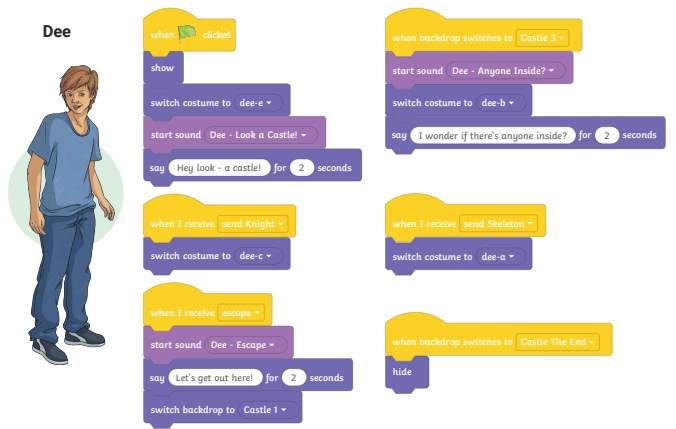 Dee
when clicked
show
switch costume to dee-e
start sound Dee - Look a Castle!
say Hey look - a castle! for 2 seconds
when I receive send Knight
switch costume to dee-c
when I receive escape
start sound Dee - Escape
say Let's get out here! for 2 seconds
switch backdrop to Castle 1
when backdrop switches to Castle 3
start sound Dee - Anyone Inside?
switch costume to dee-b
say I wonder if there's anyone inside? for 2 seconds
when I receive send Skeleton
switch costume to dee-a
when backdrop switches to Castle The End
hide